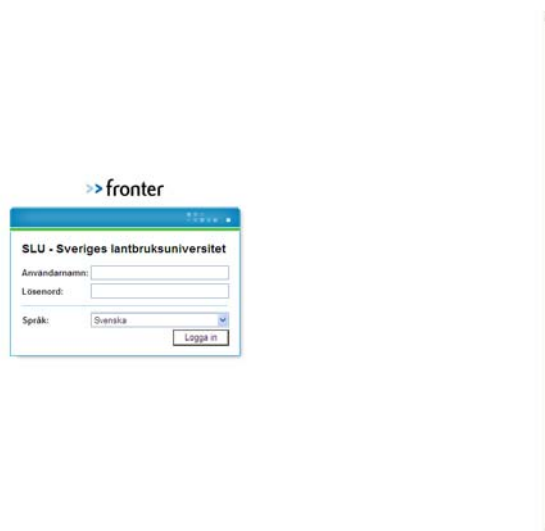 >> fronter
SLU - Sveriges lantbruksuniversitet
Användarnamn:
Lösenord:
Språk: Svenska
Logga in